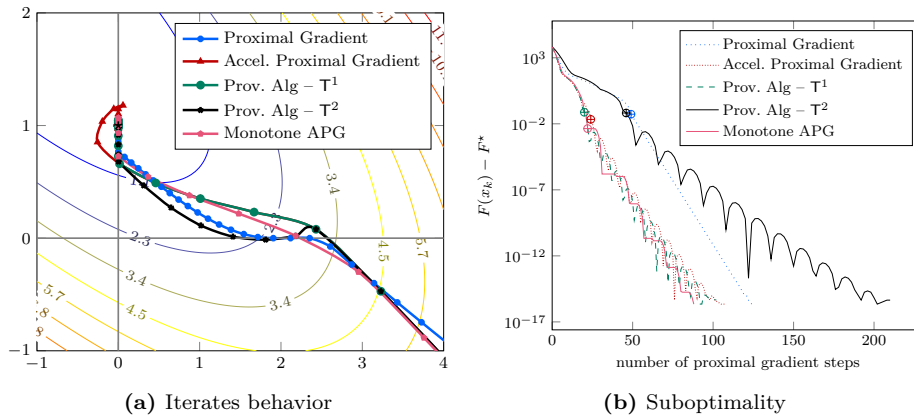 2
1
0
−1
−1
0
1
2
3
4
Proximal Gradient
Accel. Proximal Gradient
Prov. Alg – T¹
Prov. Alg – T²
Monotone APG
11.
10.
3.4
2.3
3.4
3.4
4.5
4.5
5.7
5.7
(a) Iterates behavior
10³
10⁻²
10⁻⁷
10⁻¹²
10⁻¹⁷
0
50
100
150
200
F(xₖ) − F⋆
number of proximal gradient steps
Proximal Gradient
Accel. Proximal Gradient
Prov. Alg – T¹
Prov. Alg – T²
Monotone APG
(b) Suboptimality